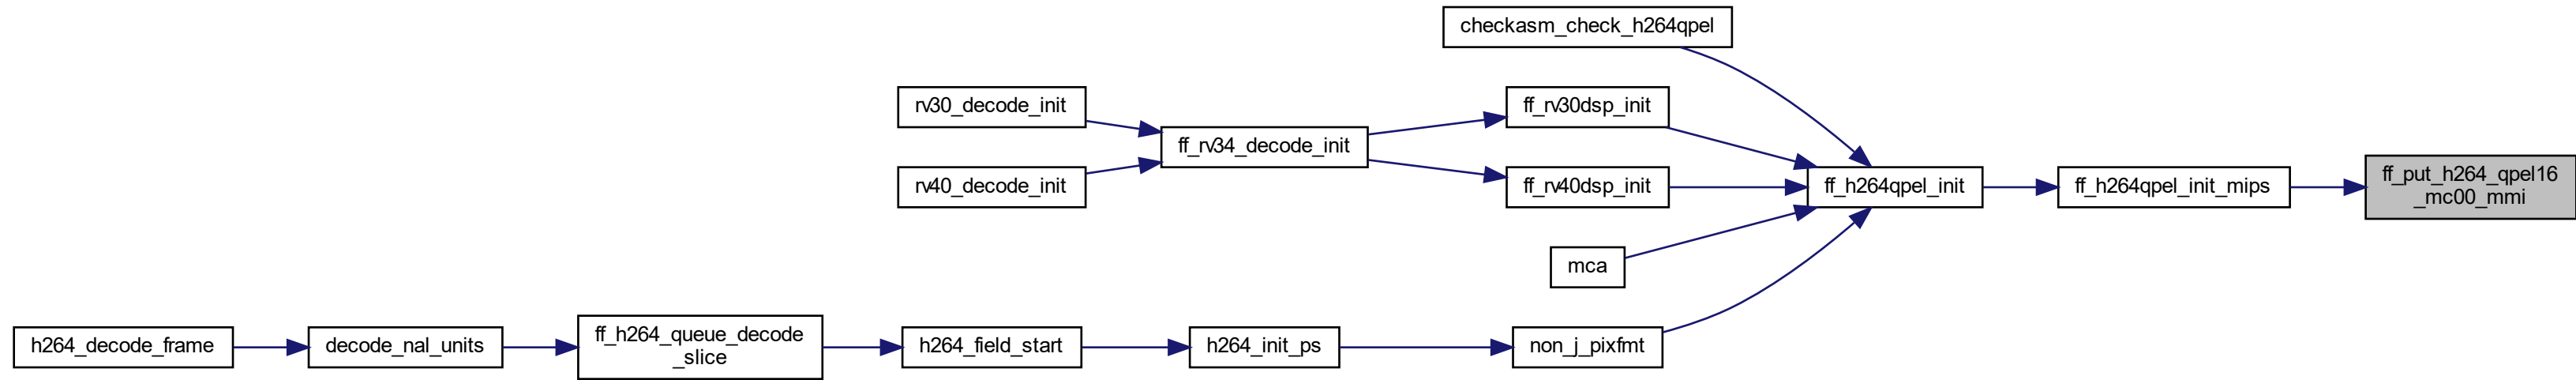 checkasm_check_h264qpel
rv30_decode_init
ff_rv30dsp_init
ff_rv34_decode_init
ff_put_h264_qpel16
_mc00_mmi
rv40_decode_init
ff_rv40dsp_init
ff_h264qpel_init
ff_h264qpel_init_mips
mca
h264_decode_frame
decode_nal_units
ff_h264_queue_decode
_slice
h264_field_start
h264_init_ps
non_j_pixfmt